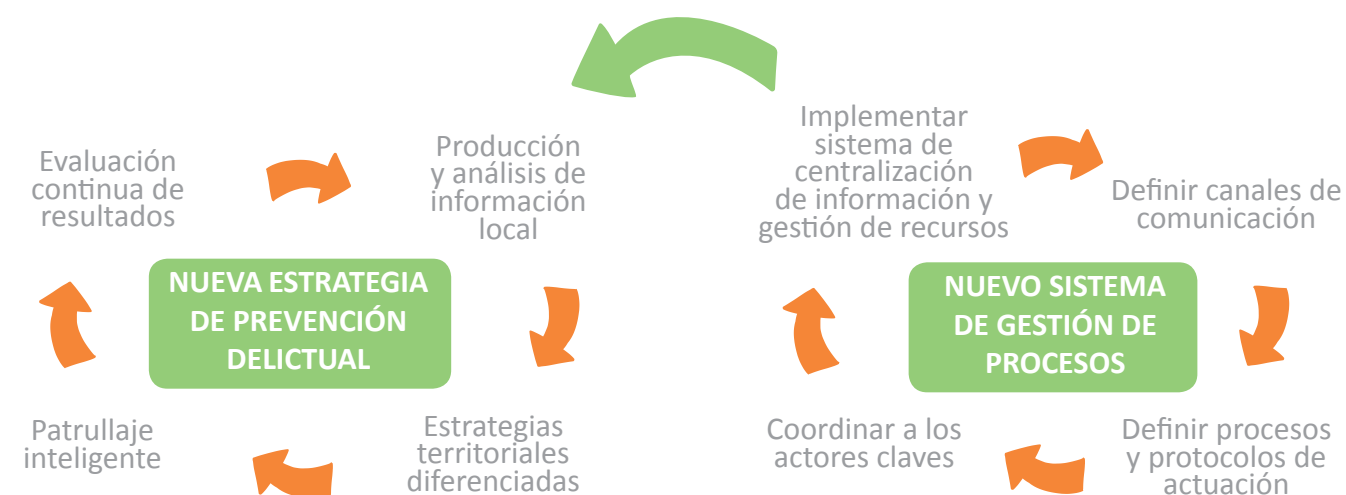 Evaluación
continua de
resultados
Producción
y análisis de
información
local
NUEVA ESTRATEGIA
DE PREVENCIÓN
DELICTUAL
Patrullaje
inteligente
Estrategias
territoriales
diferenciadas
Implementar
sistema de
centralización
de información y
gestión de recursos
Definir canales de
comunicación
NUEVO SISTEMA
DE GESTIÓN DE
PROCESOS
Coordinar a los
actores claves
Definir procesos
y protocolos de
actuación